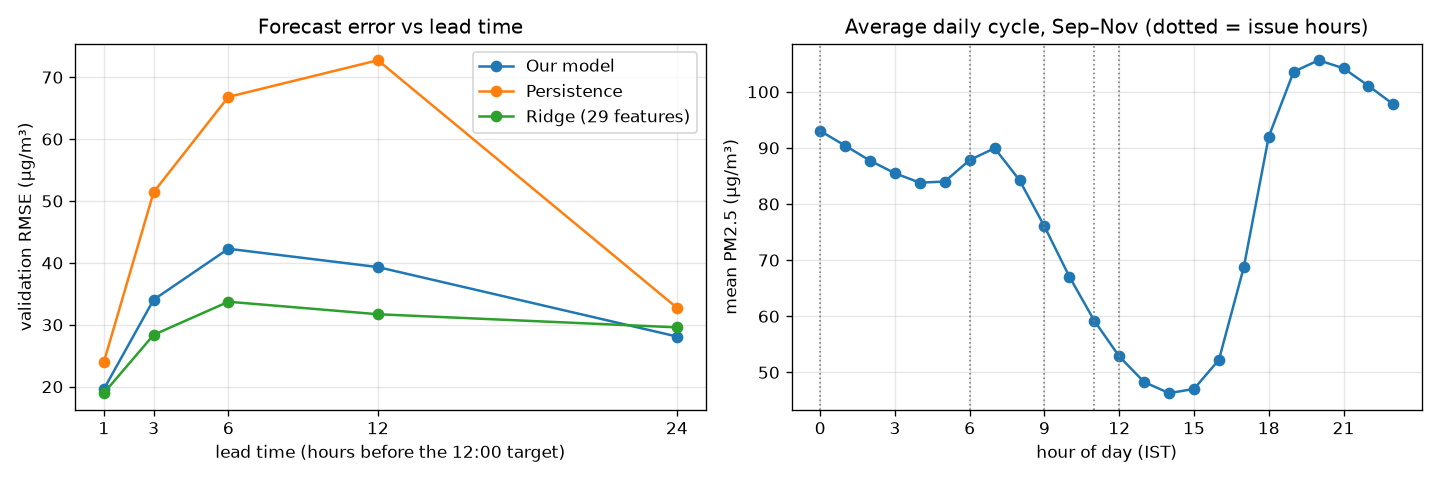 Forecast error vs lead time
validation RMSE (µg/m³)
70
60
50
40
30
20
Our model
Persistence
Ridge (29 features)
1 3 6 12 24
lead time (hours before the 12:00 target)
Average daily cycle, Sep–Nov (dotted = issue hours)
mean PM2.5 (µg/m³)
100
90
80
70
60
50
0 3 6 9 12 15 18 21
hour of day (IST)